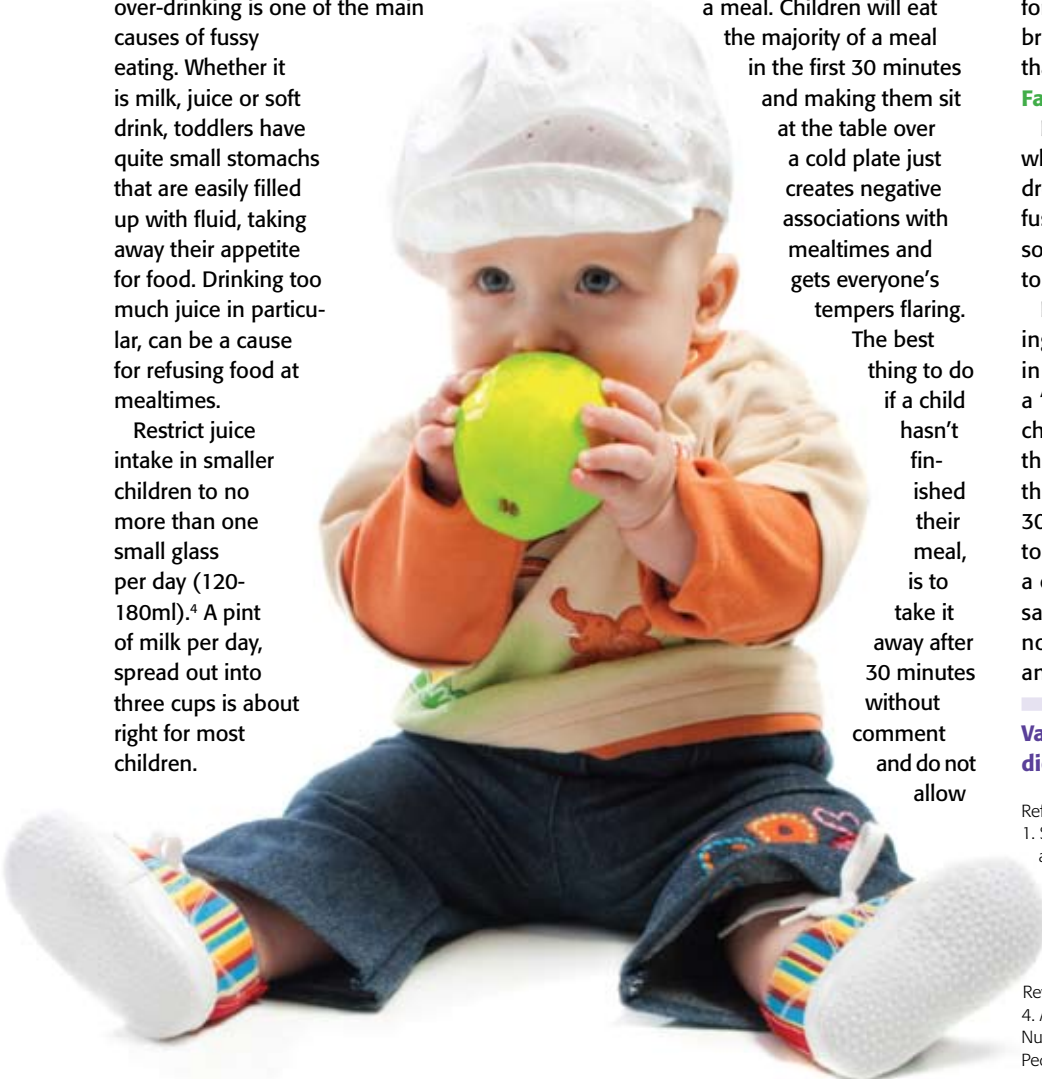 over-drinking is one of the main
causes of fussy
eating. Whether it
is milk, juice or soft
drink, toddlers have
quite small stomachs
that are easily filled
up with fluid, taking
away their appetite
for food. Drinking too
much juice in particu-
lar, can be a cause
for refusing food at
mealtimes.
Restrict juice
intake in smaller
children to no
more than one
small glass
per day (120-
180ml).⁴ A pint
of milk per day,
spread out into
three cups is about
right for most
children.
a meal. Children will eat
the majority of a meal
in the first 30 minutes
and making them sit
at the table over
a cold plate just
creates negative
associations with
mealtimes and
gets everyone’s
tempers flaring.
The best
thing to do
if a child
hasn’t
fin-
ished
their
meal,
is to
take it
away after
30 minutes
without
comment
and do not
allow